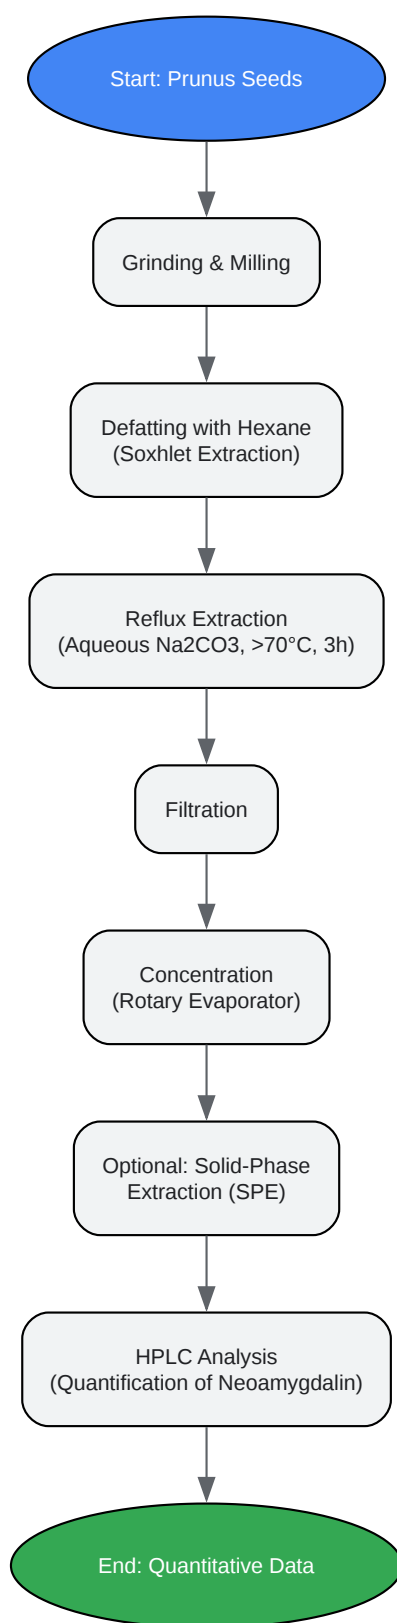 Start: Prunus Seeds
Grinding & Milling
Defatting with Hexane
(Soxhlet Extraction)
Reflux Extraction
(Aqueous Na2CO3, >70°C, 3h)
Filtration
Concentration
(Rotary Evaporator)
Optional: Solid-Phase
Extraction (SPE)
HPLC Analysis
(Quantification of Neoamygdalin)
End: Quantitative Data